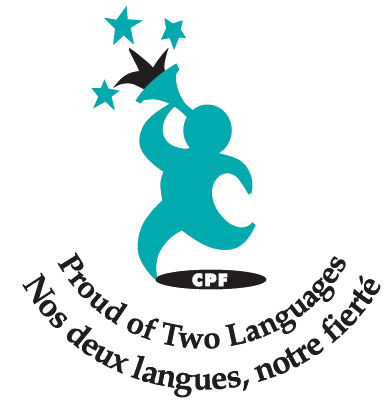 CPF
Proud of Two Languages
Nos deux langues, notre fierté